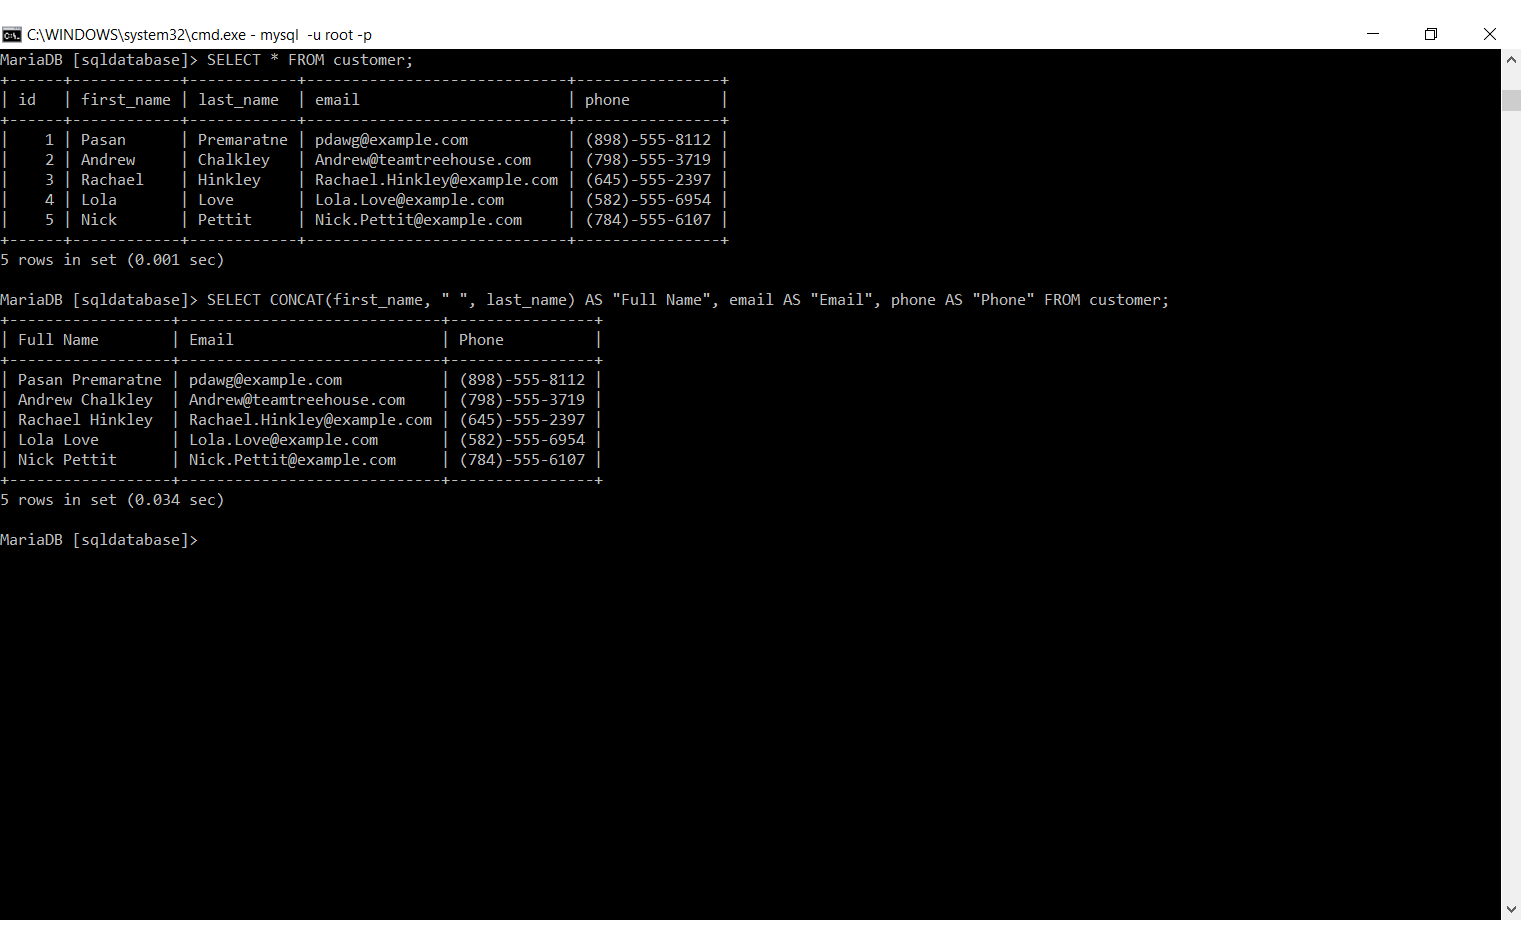 C:\WINDOWS\system32\cmd.exe - mysql  -u root -p
MariaDB [sqldatabase]> SELECT * FROM customer;
+------+------------+------------+-----------------------------+----------------+
| id   | first_name | last_name  | email                       | phone          |
+------+------------+------------+-----------------------------+----------------+
|    1 | Pasan      | Premaratne | pdawg@example.com           | (898)-555-8112 |
|    2 | Andrew     | Chalkley   | Andrew@teamtreehouse.com    | (798)-555-3719 |
|    3 | Rachael    | Hinkley    | Rachael.Hinkley@example.com | (645)-555-2397 |
|    4 | Lola       | Love       | Lola.Love@example.com       | (582)-555-6954 |
|    5 | Nick       | Pettit     | Nick.Pettit@example.com     | (784)-555-6107 |
+------+------------+------------+-----------------------------+----------------+
5 rows in set (0.001 sec)
MariaDB [sqldatabase]> SELECT CONCAT(first_name, " ", last_name) AS "Full Name", email AS "Email", phone AS "Phone" FROM customer;
+------------------+-----------------------------+----------------+
| Full Name        | Email                       | Phone          |
+------------------+-----------------------------+----------------+
| Pasan Premaratne | pdawg@example.com           | (898)-555-8112 |
| Andrew Chalkley  | Andrew@teamtreehouse.com    | (798)-555-3719 |
| Rachael Hinkley  | Rachael.Hinkley@example.com | (645)-555-2397 |
| Lola Love        | Lola.Love@example.com       | (582)-555-6954 |
| Nick Pettit      | Nick.Pettit@example.com     | (784)-555-6107 |
+------------------+-----------------------------+----------------+
5 rows in set (0.034 sec)
MariaDB [sqldatabase]>